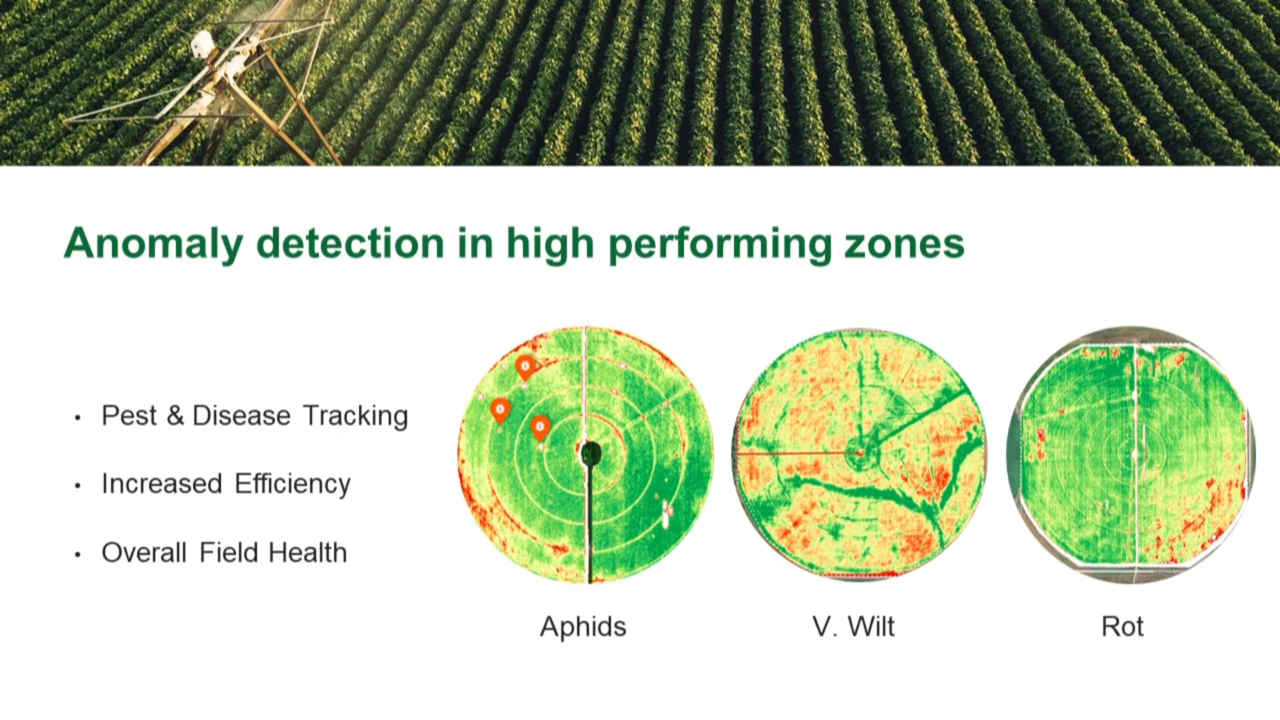 Anomaly detection in high performing zones
• Pest & Disease Tracking
• Increased Efficiency
• Overall Field Health
Aphids
V. Wilt
Rot